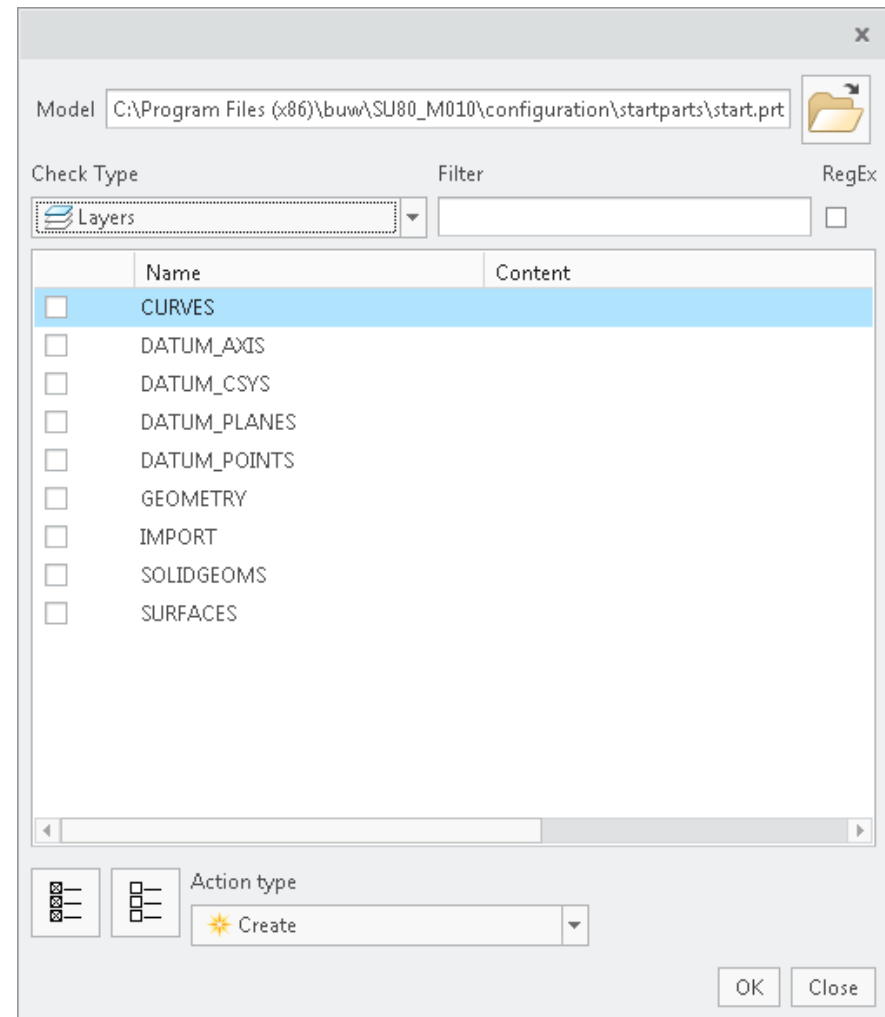 x
Model C:\Program Files (x86)\buw\SU80_M010\configuration\startparts\start.prt
Check Type Filter RegEx
Layers
Name Content
CURVES
DATUM_AXIS
DATUM_CSYS
DATUM_PLANES
DATUM_POINTS
GEOMETRY
IMPORT
SOLIDGEOMS
SURFACES
Action type
Create
OK Close